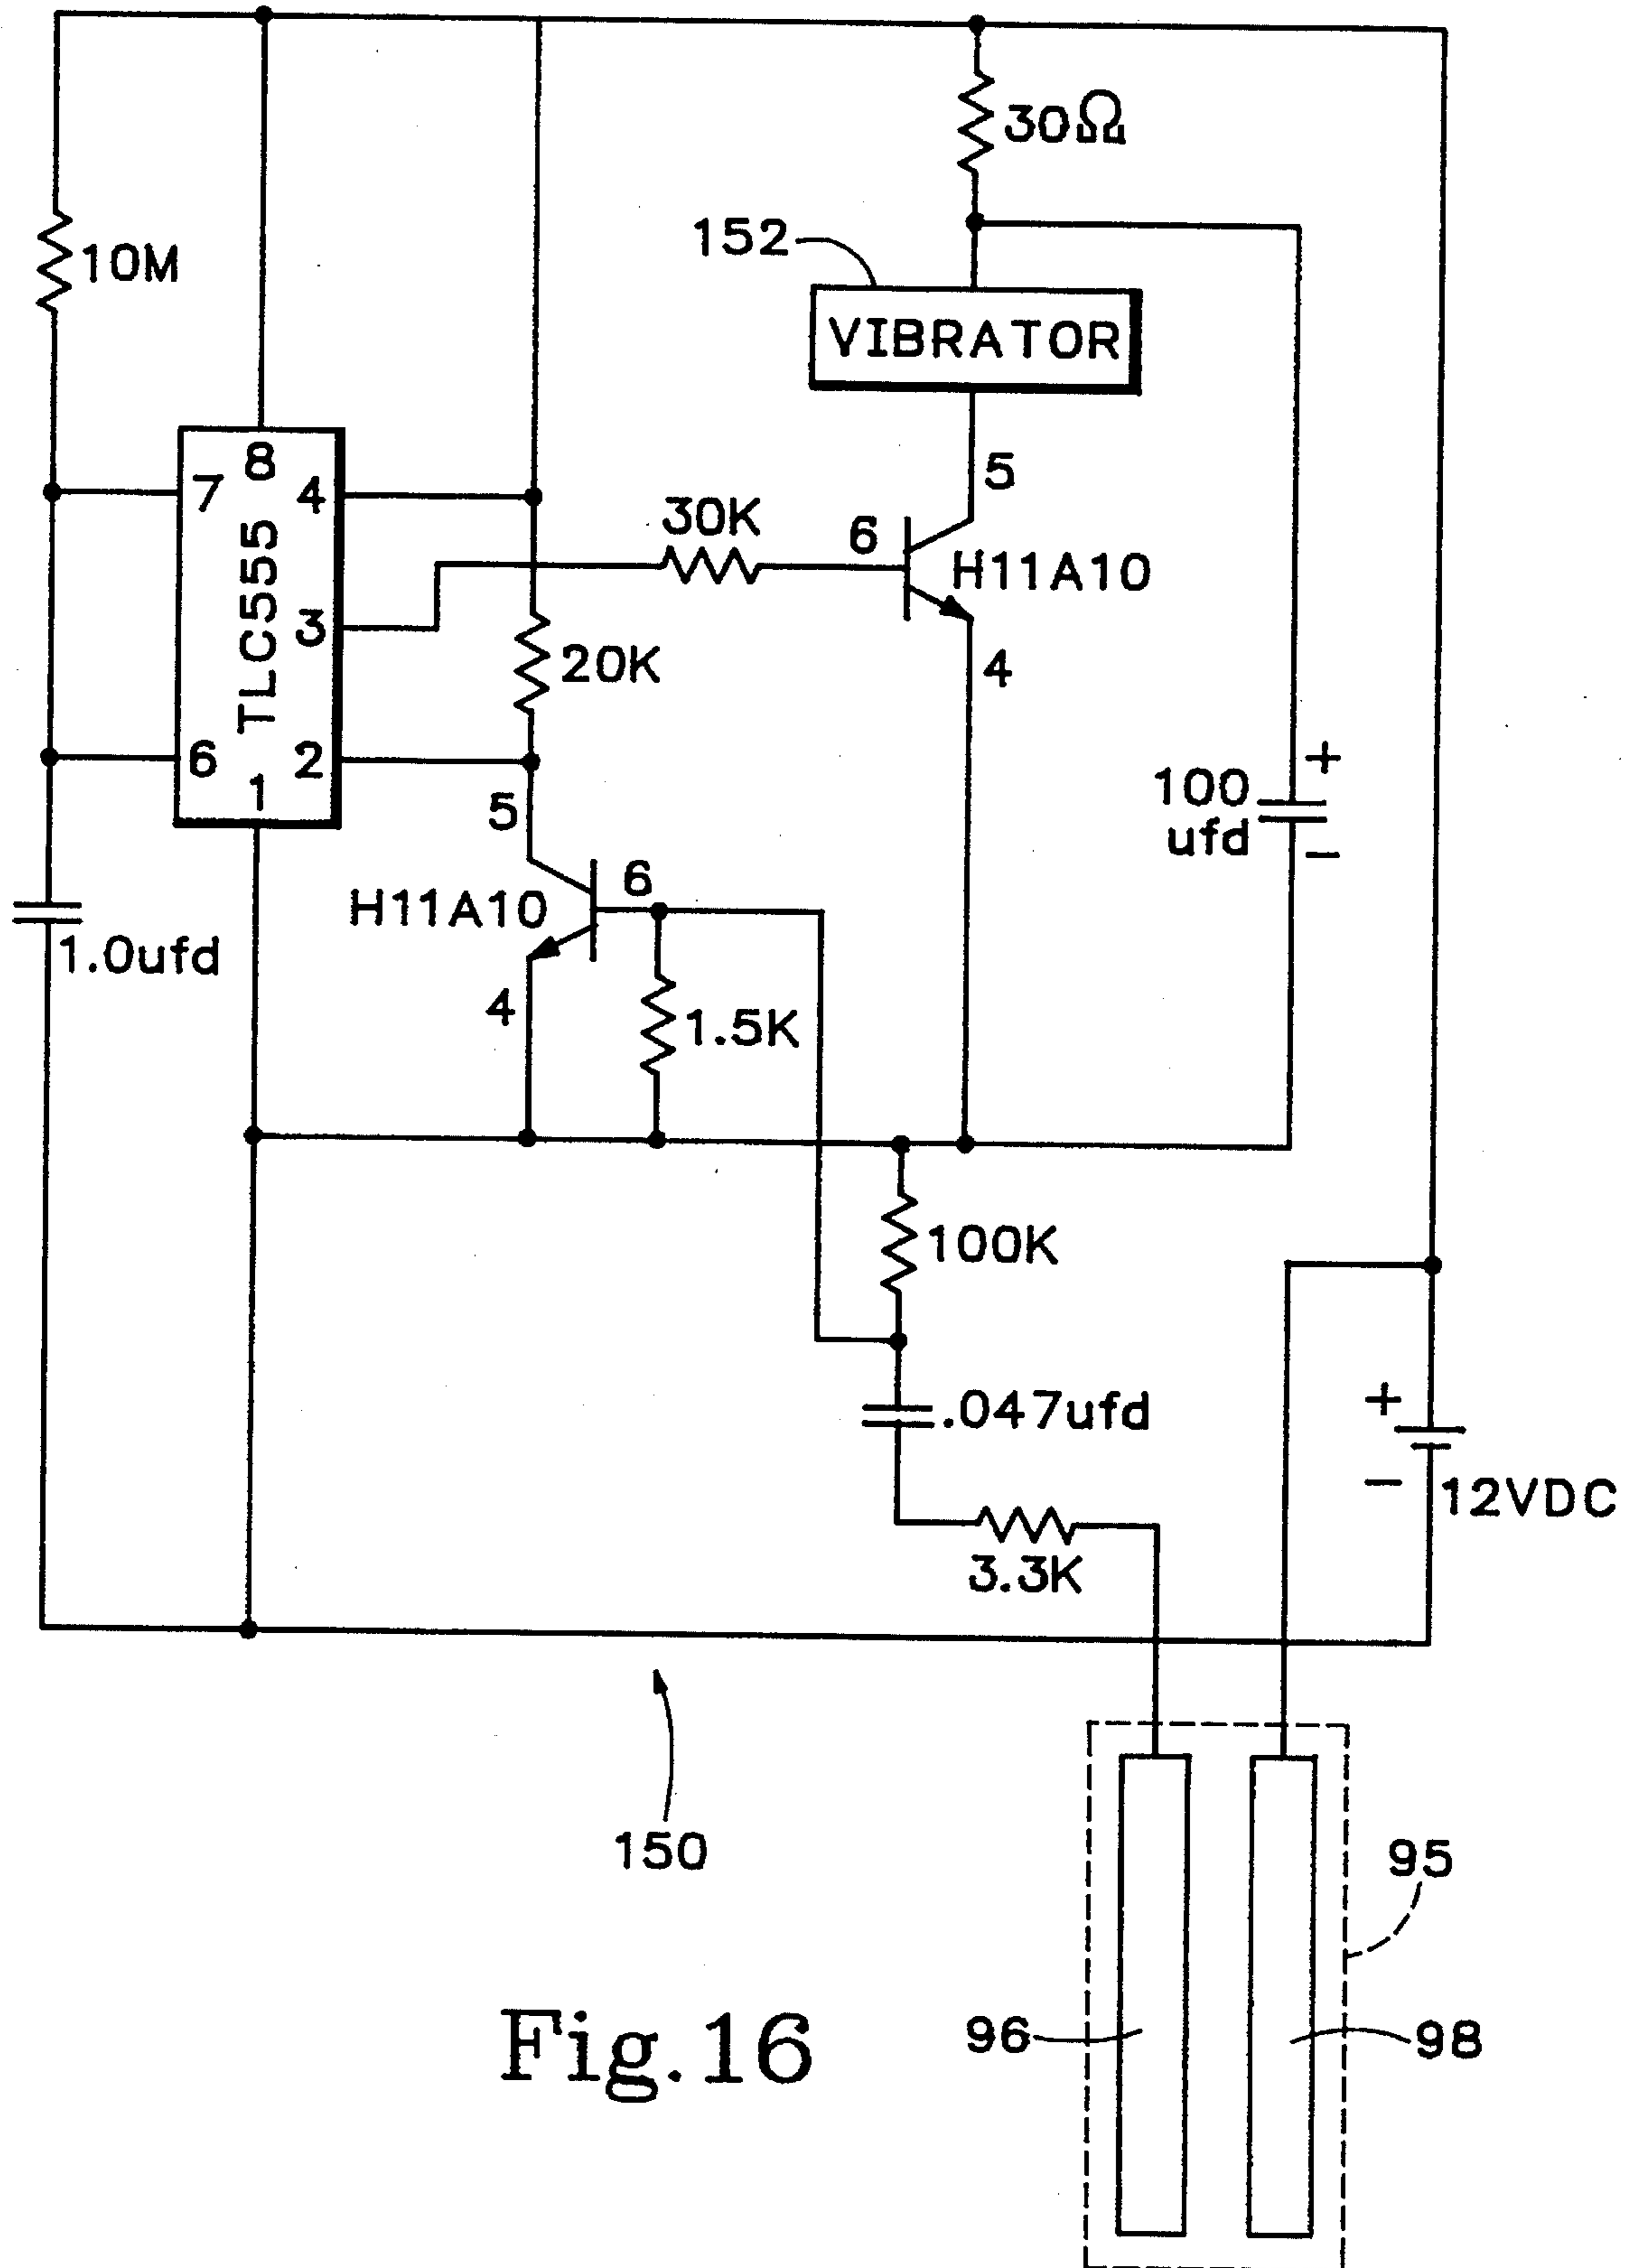 30Ω
152
10M
VIBRATOR
8
7
4
5
30K
6
H11A10
TLC555
3
20K
4
6
2
1
+
100
ufd
−
5
6
H11A10
1.0ufd
4
1.5K
100K
.047ufd
+
−
12VDC
3.3K
150
95
96
98
Fig.16